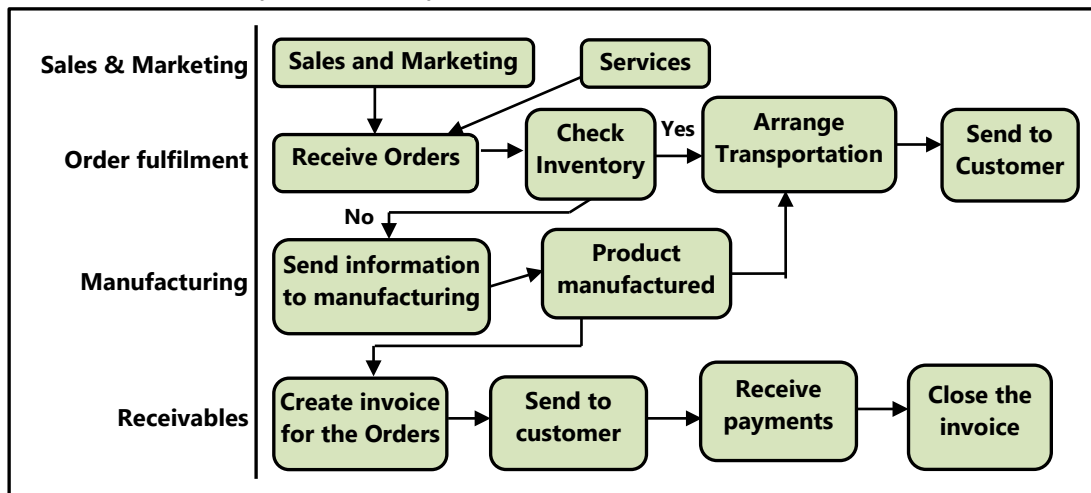 Sales & Marketing
Sales and Marketing
Services
Order fulfilment
Receive Orders
Check
Inventory
Yes
Arrange
Transportation
Send to
Customer
No
Manufacturing
Send information
to manufacturing
Product
manufactured
Receivables
Create invoice
for the Orders
Send to
customer
Receive
payments
Close the
invoice